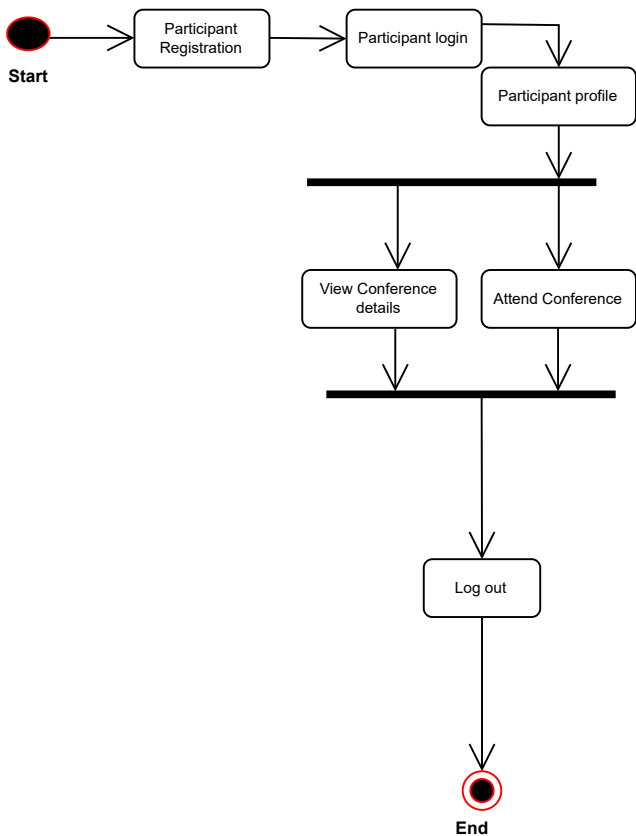 Participant
Registration
Participant login
Start
Participant profile
View Conference
details
Attend Conference
Log out
End